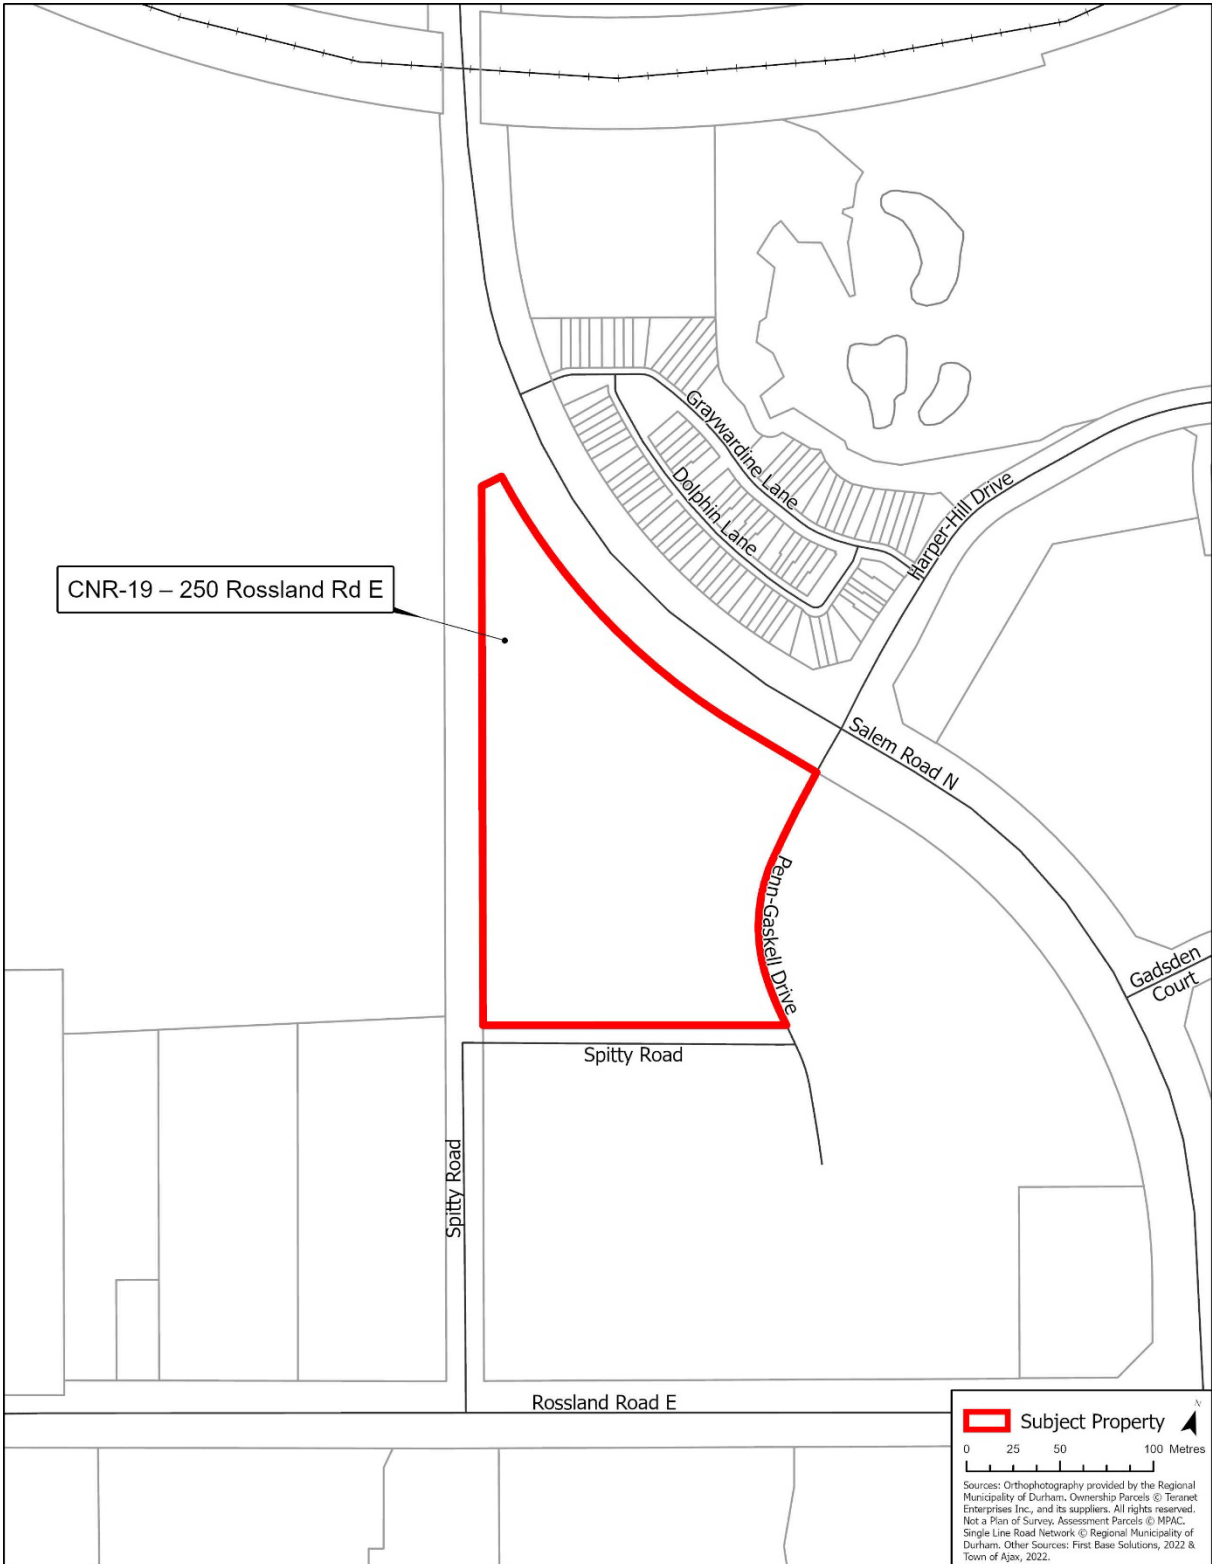 Graywardine Lane
Dolphin Lane
Harper-Hill Drive
CNR-19 – 250 Rossland Rd E
Salem Road N
Penn-Gaskell Drive
Gadsden
Court
Spitty Road
Spitty Road
Rossland Road E
N
Subject Property
0 25 50 100 Metres
Sources: Orthophotography provided by the Regional
Municipality of Durham. Ownership Parcels © Teranet
Enterprises Inc., and its suppliers. All rights reserved.
Not a Plan of Survey. Assessment Parcels © MPAC.
Single Line Road Network © Regional Municipality of
Durham. Other Sources: First Base Solutions, 2022 &
Town of Ajax, 2022.